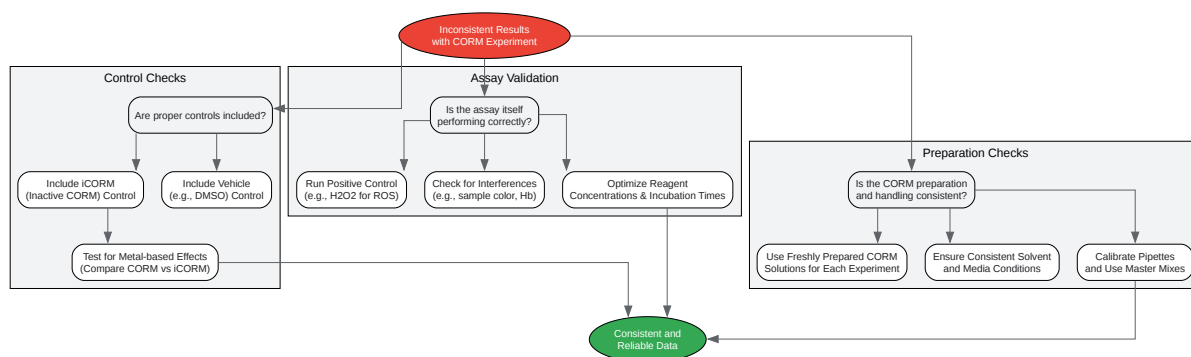 Inconsistent Results
with CORM Experiment
Control Checks
Are proper controls included?
Include iCORM
(Inactive CORM) Control
Include Vehicle
(e.g., DMSO) Control
Test for Metal-based Effects
(Compare CORM vs iCORM)
Assay Validation
Is the assay itself
performing correctly?
Run Positive Control
(e.g., H2O2 for ROS)
Check for Interferences
(e.g., sample color, Hb)
Optimize Reagent
Concentrations & Incubation Times
Preparation Checks
Is the CORM preparation
and handling consistent?
Use Freshly Prepared CORM
Solutions for Each Experiment
Ensure Consistent Solvent
and Media Conditions
Calibrate Pipettes
and Use Master Mixes
Consistent and
Reliable Data